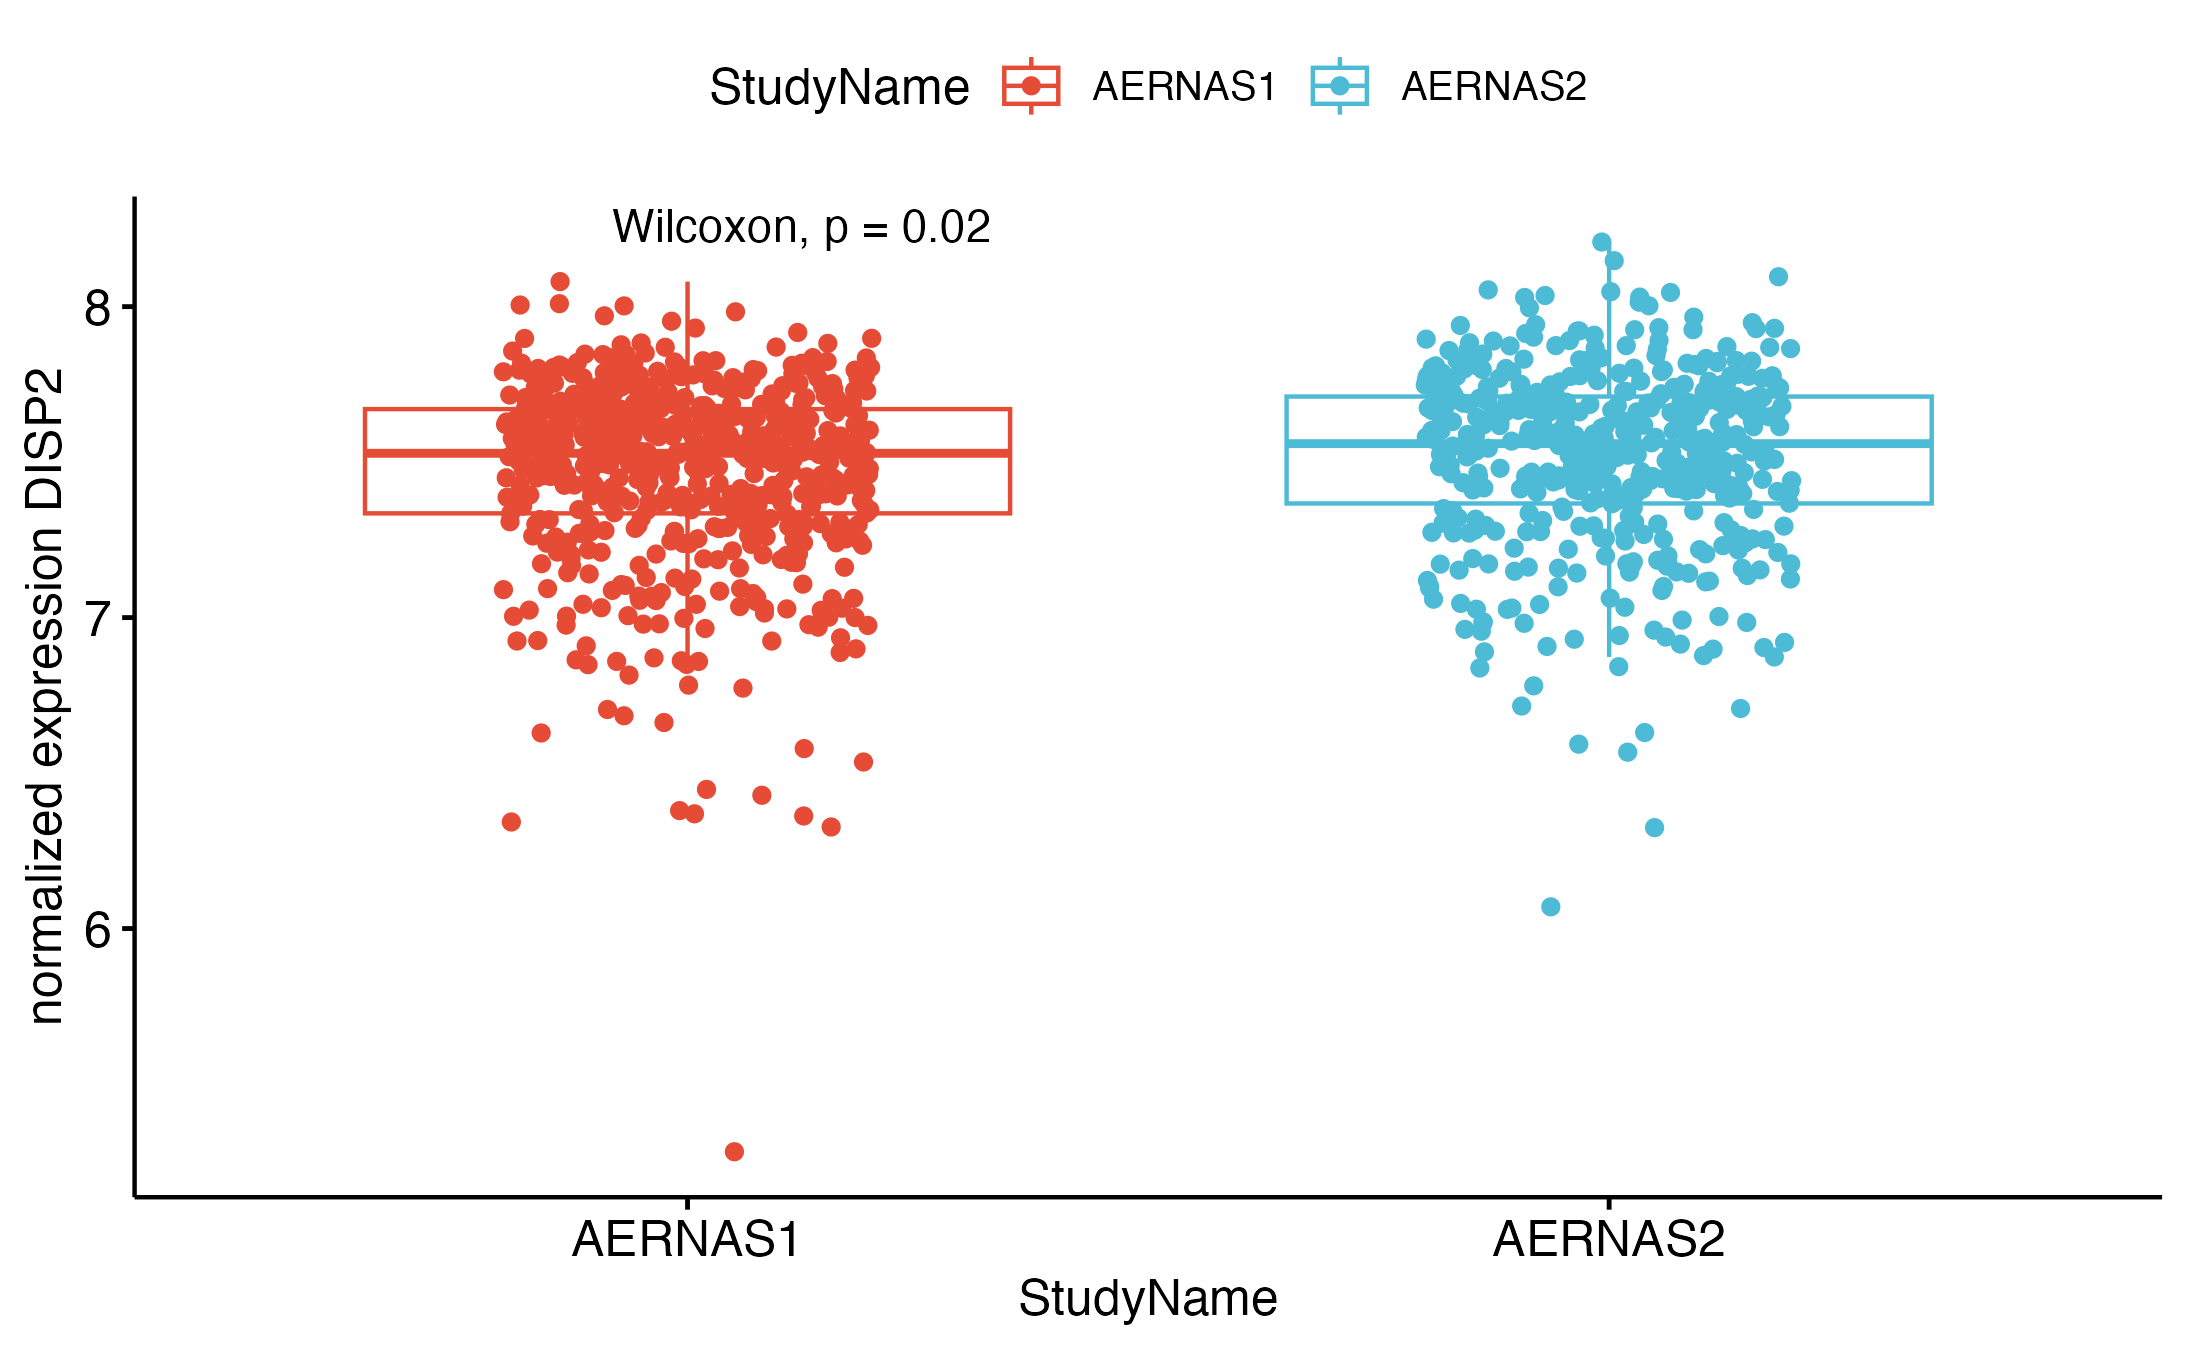 StudyName AERNAS1 AERNAS2
Wilcoxon, p = 0.02
8
7
6
normalized expression DISP2
AERNAS1 AERNAS2
StudyName